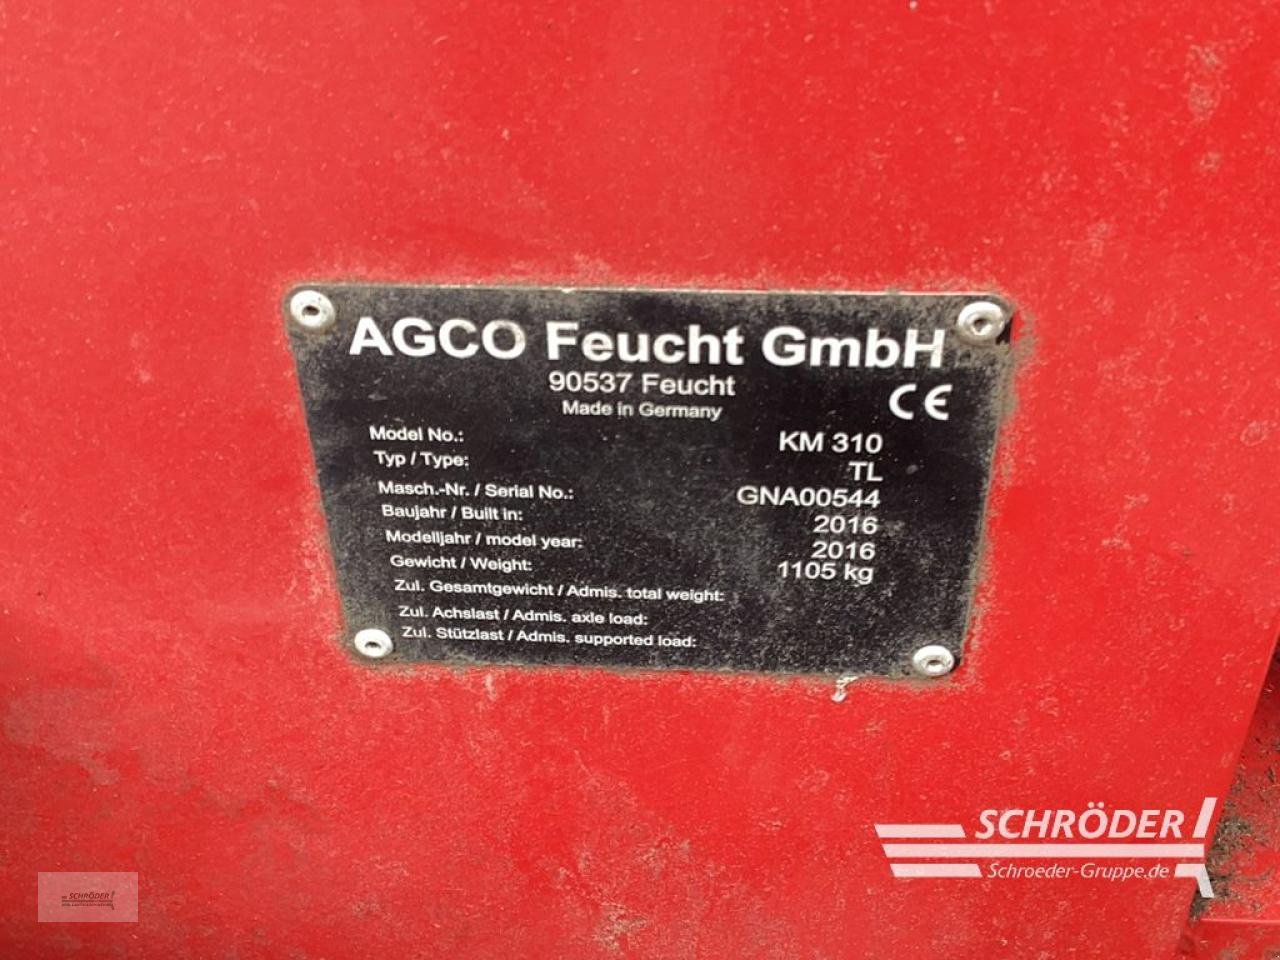 AGCO Feucht GmbH
90537 Feucht
Made in Germany
CE
Model No.: KM 310
Typ / Type: TL
Masch.-Nr. / Serial No.: GNA00544
Baujahr / Built in: 2016
Modelljahr / model year: 2016
Gewicht / Weight: 1105 kg
Zul. Gesamtgewicht / Admis. total weight:
Zul. Achslast / Admis. axle load:
Zul. Stützlast / Admis. supported load:
SCHRÖDER
Schroeder-Gruppe.de
SCHRÖDER